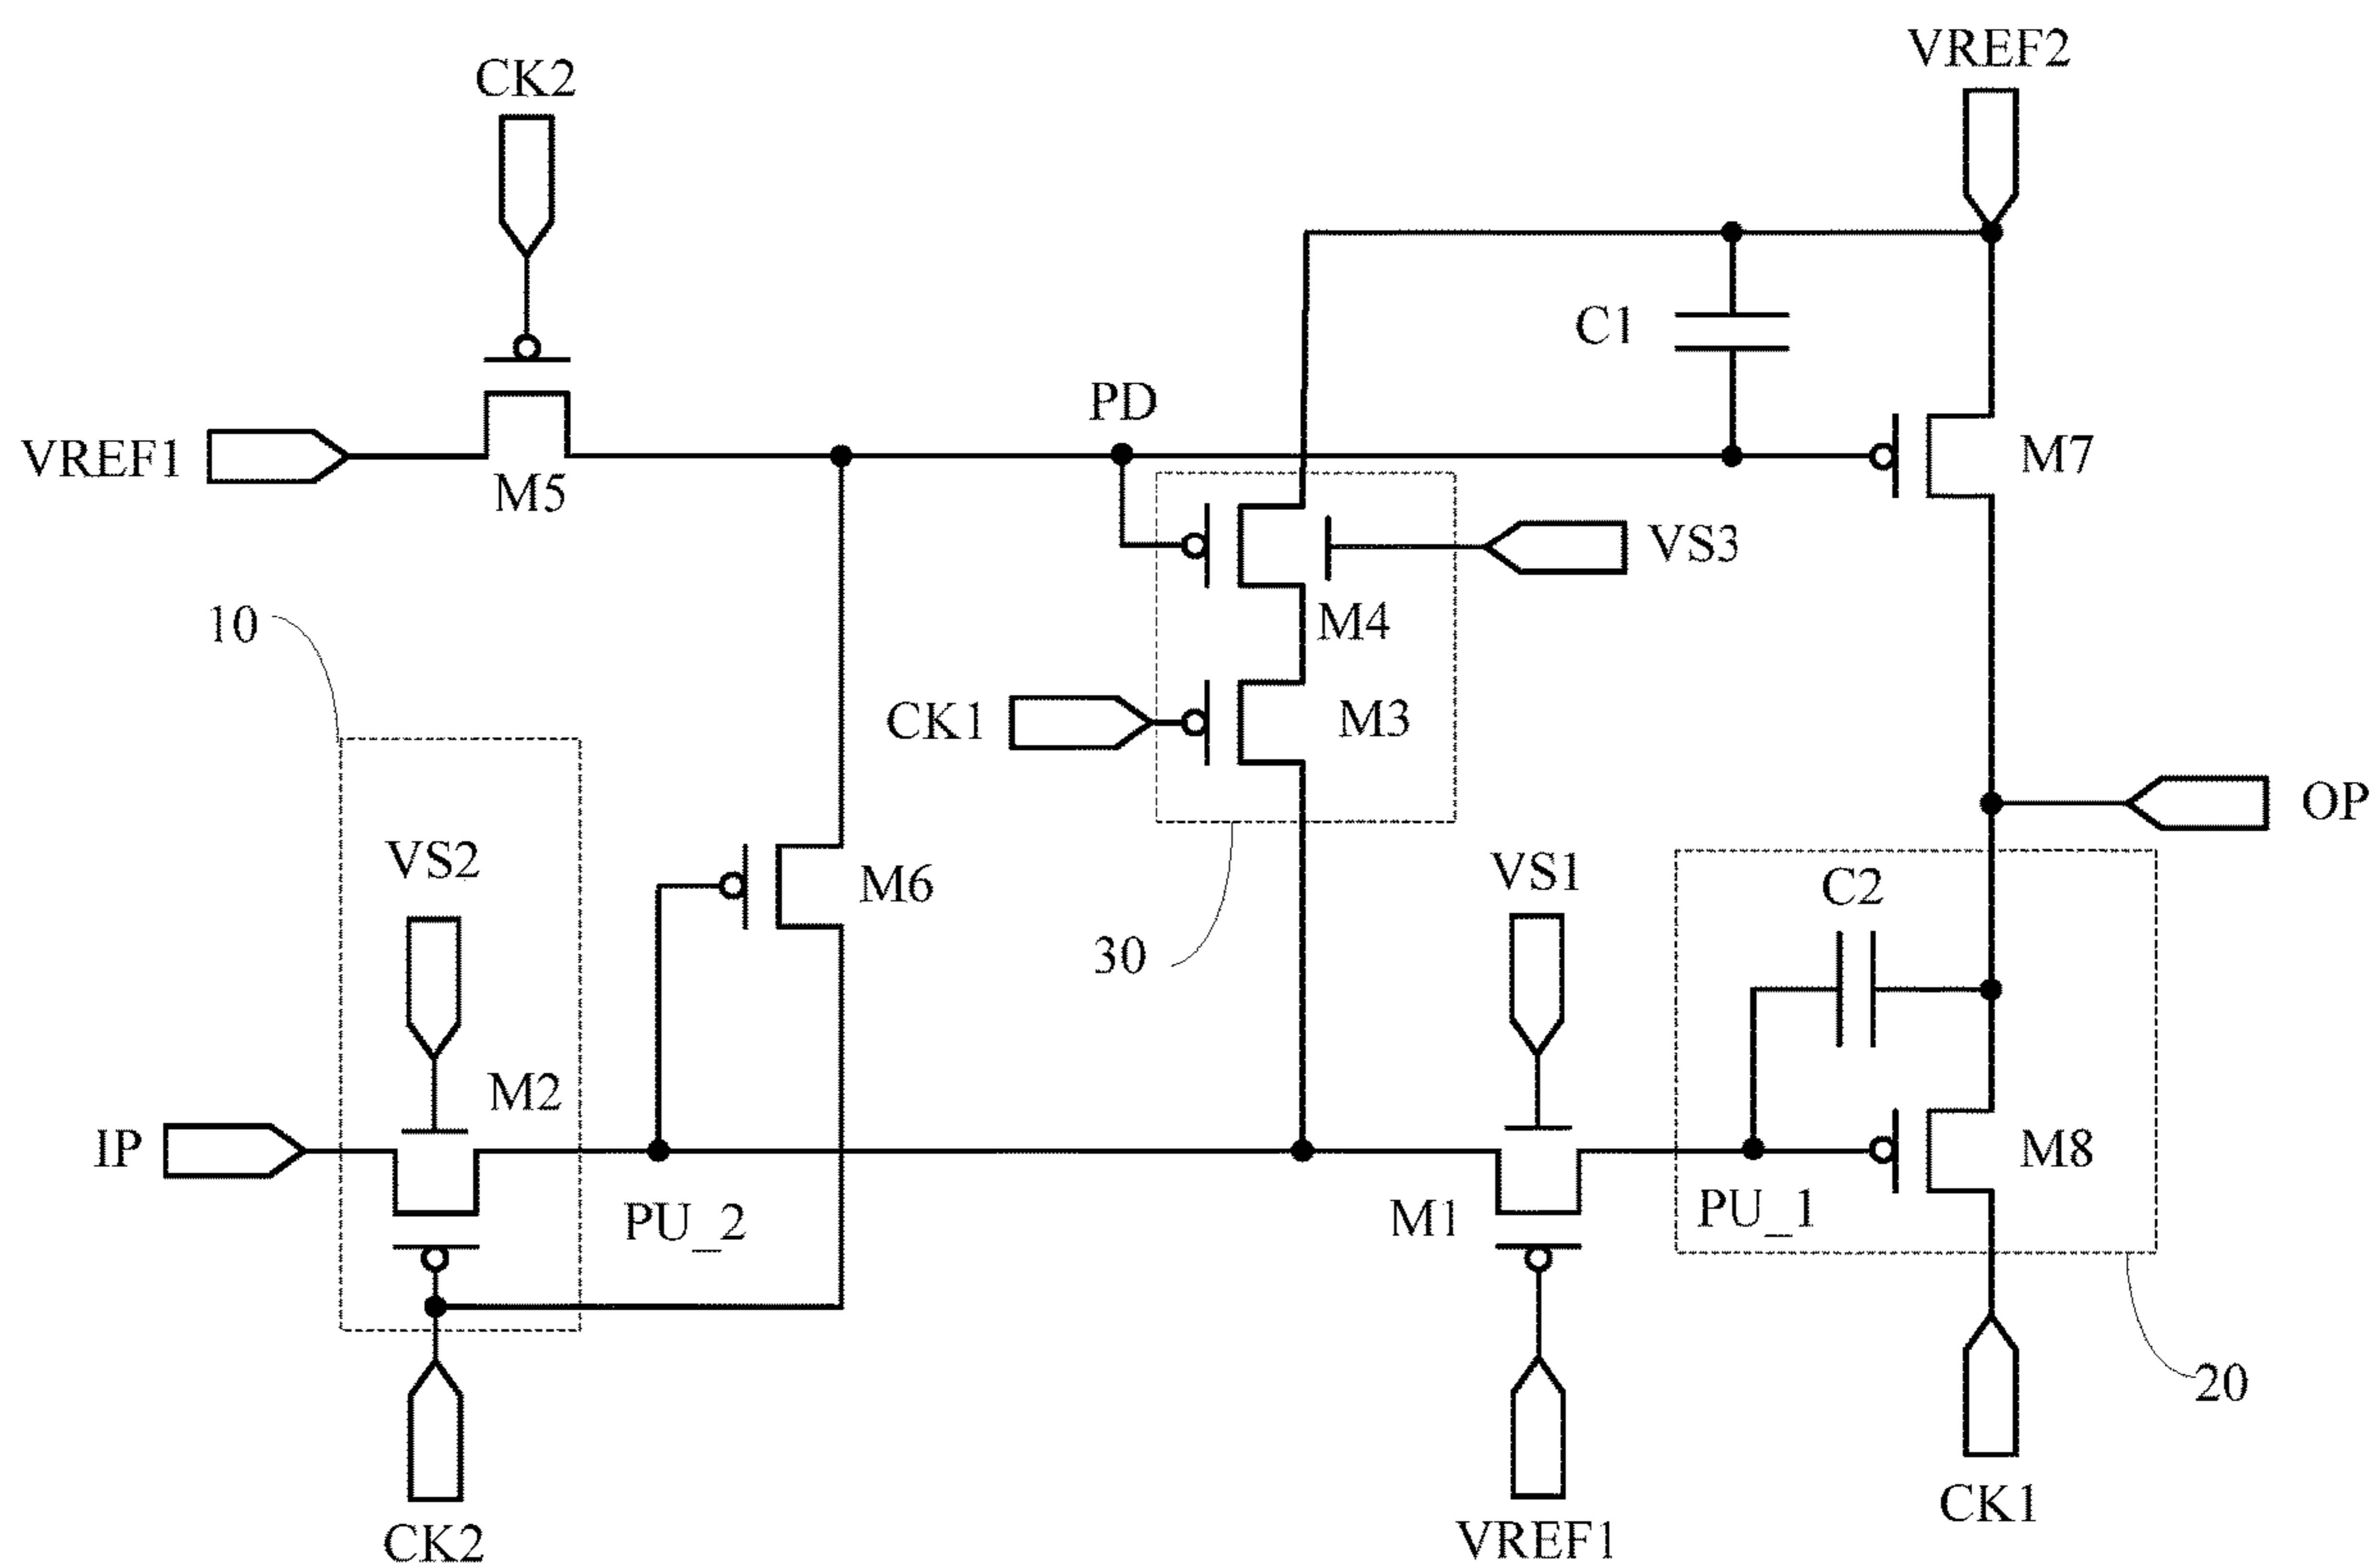 VREF2
CK2
C1
PD
VREF1
M5
M7
VS3
10
M4
CK1
M3
OP
VS2
M6
VS1
C2
30
M2
IP
M8
PU_2
M1
PU_1
20
CK2
VREF1
CK1